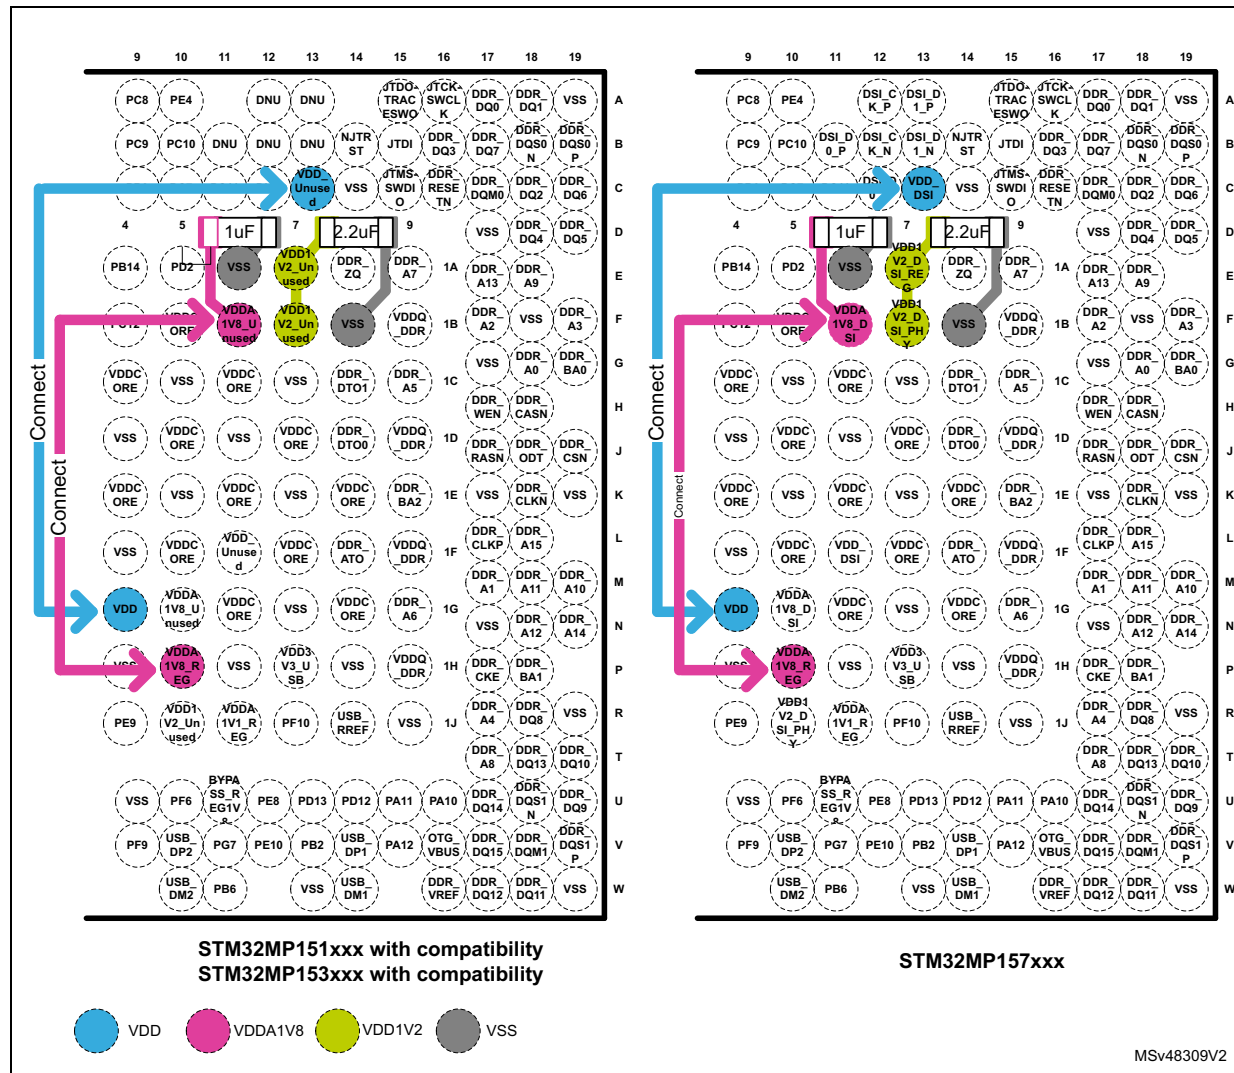 9 10 11 12 13 14 15 16 17 18 19
PC8 PE4 DNU DNU JTDO-TRACESWO JTCK-SWCLK DDR_DQ0 DDR_DQ1 VSS A
PC9 PC10 DNU DNU DNU NJTRST JTDI DDR_DQ3 DDR_DQ7 DDR_DQS0N DDR_DQS0P B
VDD_Unused VSS JTMS-SWDIO DDR_RESETN DDR_DQM0 DDR_DQ2 DDR_DQ6 C
4 5 1uF 7 2.2uF 9 VSS DDR_DQ4 DDR_DQ5 D
PB14 PD2 VSS VDD1V2_Unused DDR_ZQ DDR_A7 1A DDR_A13 DDR_A9 E
VDDCORE VDDA1V8_Unused VDD1V2_Unused VSS VDDQ_DDR 1B DDR_A2 VSS DDR_A3 F
VDDCORE VSS VDDCORE VSS DDR_DTO1 DDR_A5 1C VSS DDR_A0 DDR_BA0 G
DDR_WEN DDR_CASN H
VSS VDDCORE VSS VDDCORE DDR_DTO0 VDDQ_DDR 1D DDR_RASN DDR_ODT DDR_CSN J
VDDCORE VSS VDDCORE VSS VDDCORE DDR_BA2 1E VSS DDR_CLKN VSS K
VSS VDDCORE VDD_Unused VDDCORE DDR_ATO VDDQ_DDR 1F DDR_CLKP DDR_A15 L
DDR_A1 DDR_A11 DDR_A10 M
VDD VDDA1V8_Unused VDDCORE VSS VDDCORE DDR_A6 1G VSS DDR_A12 DDR_A14 N
VSS VDDA1V8_REG VSS VDD3V3_USB VSS VDDQ_DDR 1H DDR_CKE DDR_BA1 P
PE9 VDD1V2_Unused VDDA1V1_REG PF10 USB_RREF VSS 1J DDR_A4 DDR_DQ8 VSS R
DDR_A8 DDR_DQ13 DDR_DQ10 T
VSS PF6 BYPASS_REG1V8 PE8 PD13 PD12 PA11 PA10 DDR_DQ14 DDR_DQS1N DDR_DQ9 U
PF9 USB_DP2 PG7 PE10 PB2 USB_DP1 PA12 OTG_VBUS DDR_DQ15 DDR_DQM1 DDR_DQS1P V
USB_DM2 PB6 VSS USB_DM1 DDR_VREF DDR_DQ12 DDR_DQ11 VSS W
Connect
Connect
STM32MP151xxx with compatibility
STM32MP153xxx with compatibility
9 10 11 12 13 14 15 16 17 18 19
PC8 PE4 DSI_CK_P DSI_D1_P JTDO-TRACESWO JTCK-SWCLK DDR_DQ0 DDR_DQ1 VSS A
PC9 PC10 DSI_D0_P DSI_CK_N DSI_D1_N NJTRST JTDI DDR_DQ3 DDR_DQ7 DDR_DQS0N DDR_DQS0P B
VDD_DSI VSS JTMS-SWDIO DDR_RESETN DDR_DQM0 DDR_DQ2 DDR_DQ6 C
4 5 1uF 7 2.2uF 9 VSS DDR_DQ4 DDR_DQ5 D
PB14 PD2 VSS VDD1V2_DSI_REG DDR_ZQ DDR_A7 1A DDR_A13 DDR_A9 E
VDDCORE VDDA1V8_DSI VDD1V2_DSI_PHY VSS VDDQ_DDR 1B DDR_A2 VSS DDR_A3 F
VDDCORE VSS VDDCORE VSS DDR_DTO1 DDR_A5 1C VSS DDR_A0 DDR_BA0 G
DDR_WEN DDR_CASN H
VSS VDDCORE VSS VDDCORE DDR_DTO0 VDDQ_DDR 1D DDR_RASN DDR_ODT DDR_CSN J
VDDCORE VSS VDDCORE VSS VDDCORE DDR_BA2 1E VSS DDR_CLKN VSS K
VSS VDDCORE VDD_DSI VDDCORE DDR_ATO VDDQ_DDR 1F DDR_CLKP DDR_A15 L
DDR_A1 DDR_A11 DDR_A10 M
VDD VDDA1V8_DSI VDDCORE VSS VDDCORE DDR_A6 1G VSS DDR_A12 DDR_A14 N
VSS VDDA1V8_REG VSS VDD3V3_USB VSS VDDQ_DDR 1H DDR_CKE DDR_BA1 P
PE9 VDD1V2_DSI_PHY VDDA1V1_REG PF10 USB_RREF VSS 1J DDR_A4 DDR_DQ8 VSS R
DDR_A8 DDR_DQ13 DDR_DQ10 T
VSS PF6 BYPASS_REG1V8 PE8 PD13 PD12 PA11 PA10 DDR_DQ14 DDR_DQS1N DDR_DQ9 U
PF9 USB_DP2 PG7 PE10 PB2 USB_DP1 PA12 OTG_VBUS DDR_DQ15 DDR_DQM1 DDR_DQS1P V
USB_DM2 PB6 VSS USB_DM1 DDR_VREF DDR_DQ12 DDR_DQ11 VSS W
Connect
Connect
STM32MP157xxx
VDD VDDA1V8 VDD1V2 VSS
MSv48309V2